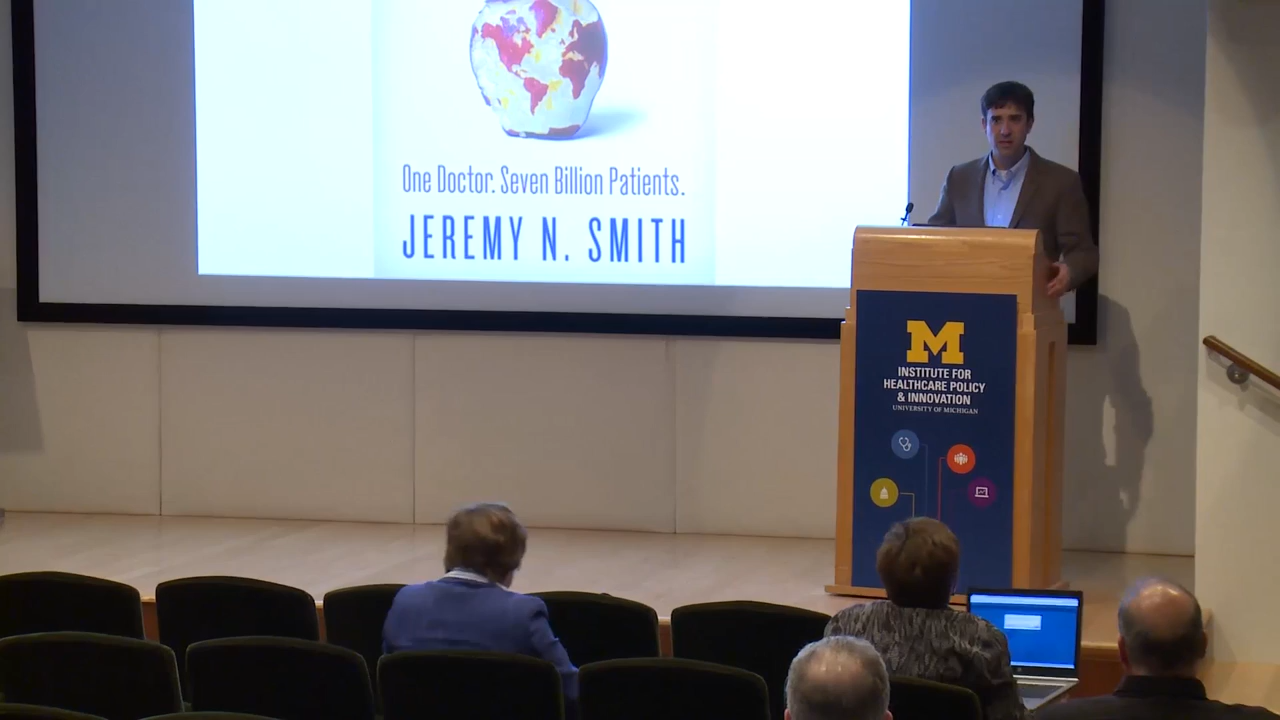 One Doctor. Seven Billion Patients.
JEREMY N. SMITH
M
INSTITUTE FOR
HEALTHCARE POLICY
& INNOVATION
UNIVERSITY OF MICHIGAN